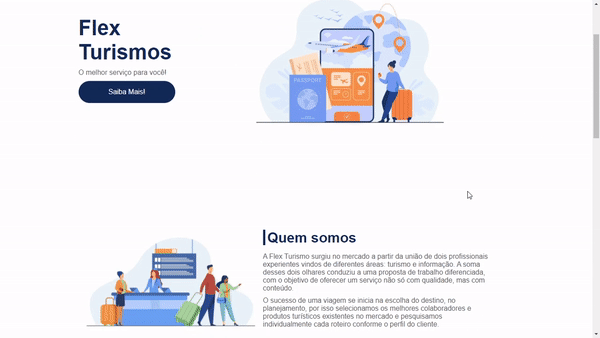 Flex
Turismos
O melhor serviço para você!
Saiba Mais!
PASSPORT
Quem somos
A Flex Turismo surgiu no mercado a partir da união de dois profissionais
experientes vindos de diferentes áreas: turismo e informação. A soma
desses dois olhares conduziu a uma proposta de trabalho diferenciada,
com o objetivo de oferecer um serviço não só com qualidade, mas com
conteúdo.
O sucesso de uma viagem se inicia na escolha do destino, no
planejamento, por isso selecionamos os melhores colaboradores e
produtos turísticos existentes no mercado e pesquisamos
individualmente cada roteiro conforme o perfil do cliente.